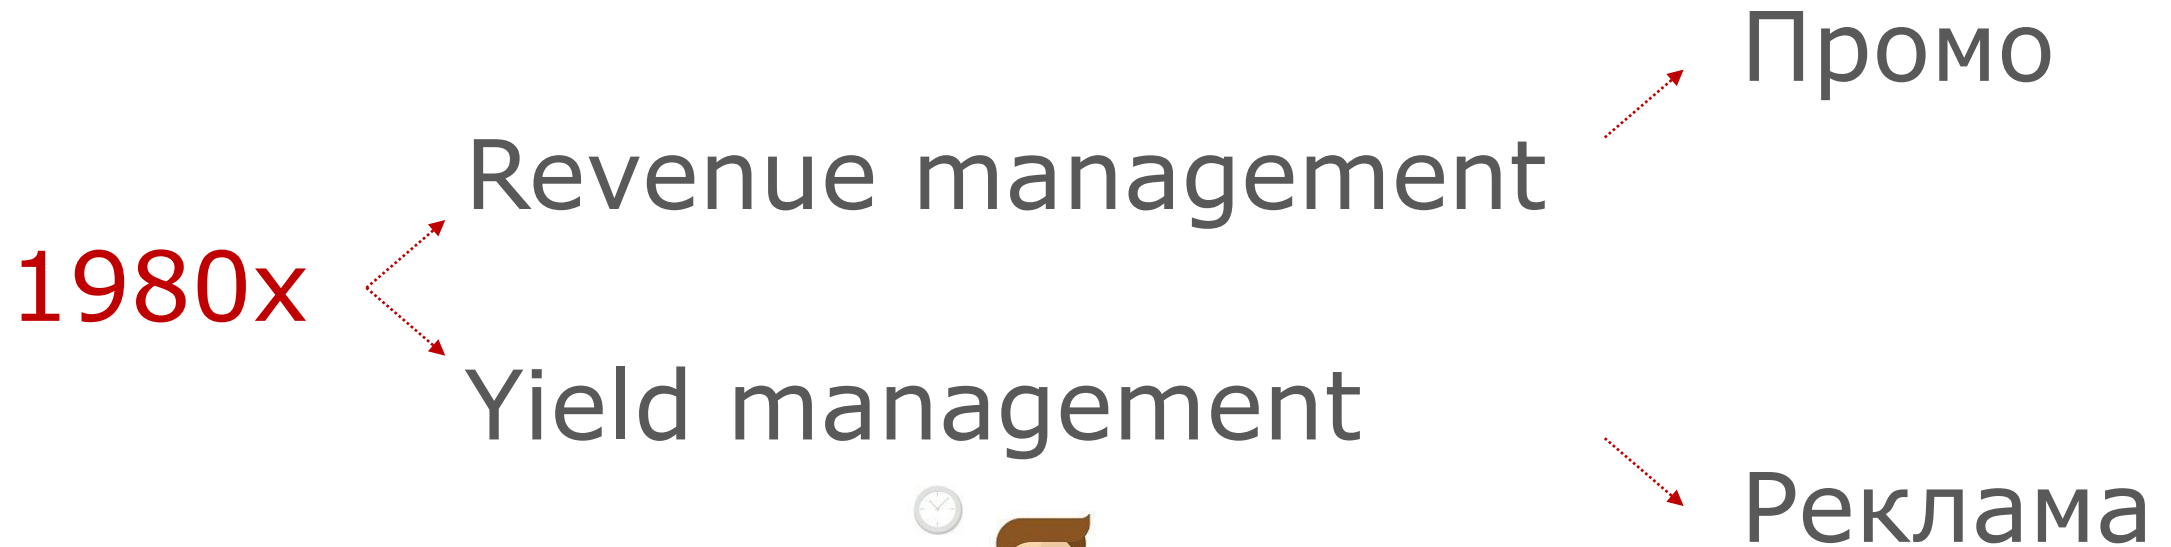 Промо
Revenue management
1980х
Yield management
Реклама